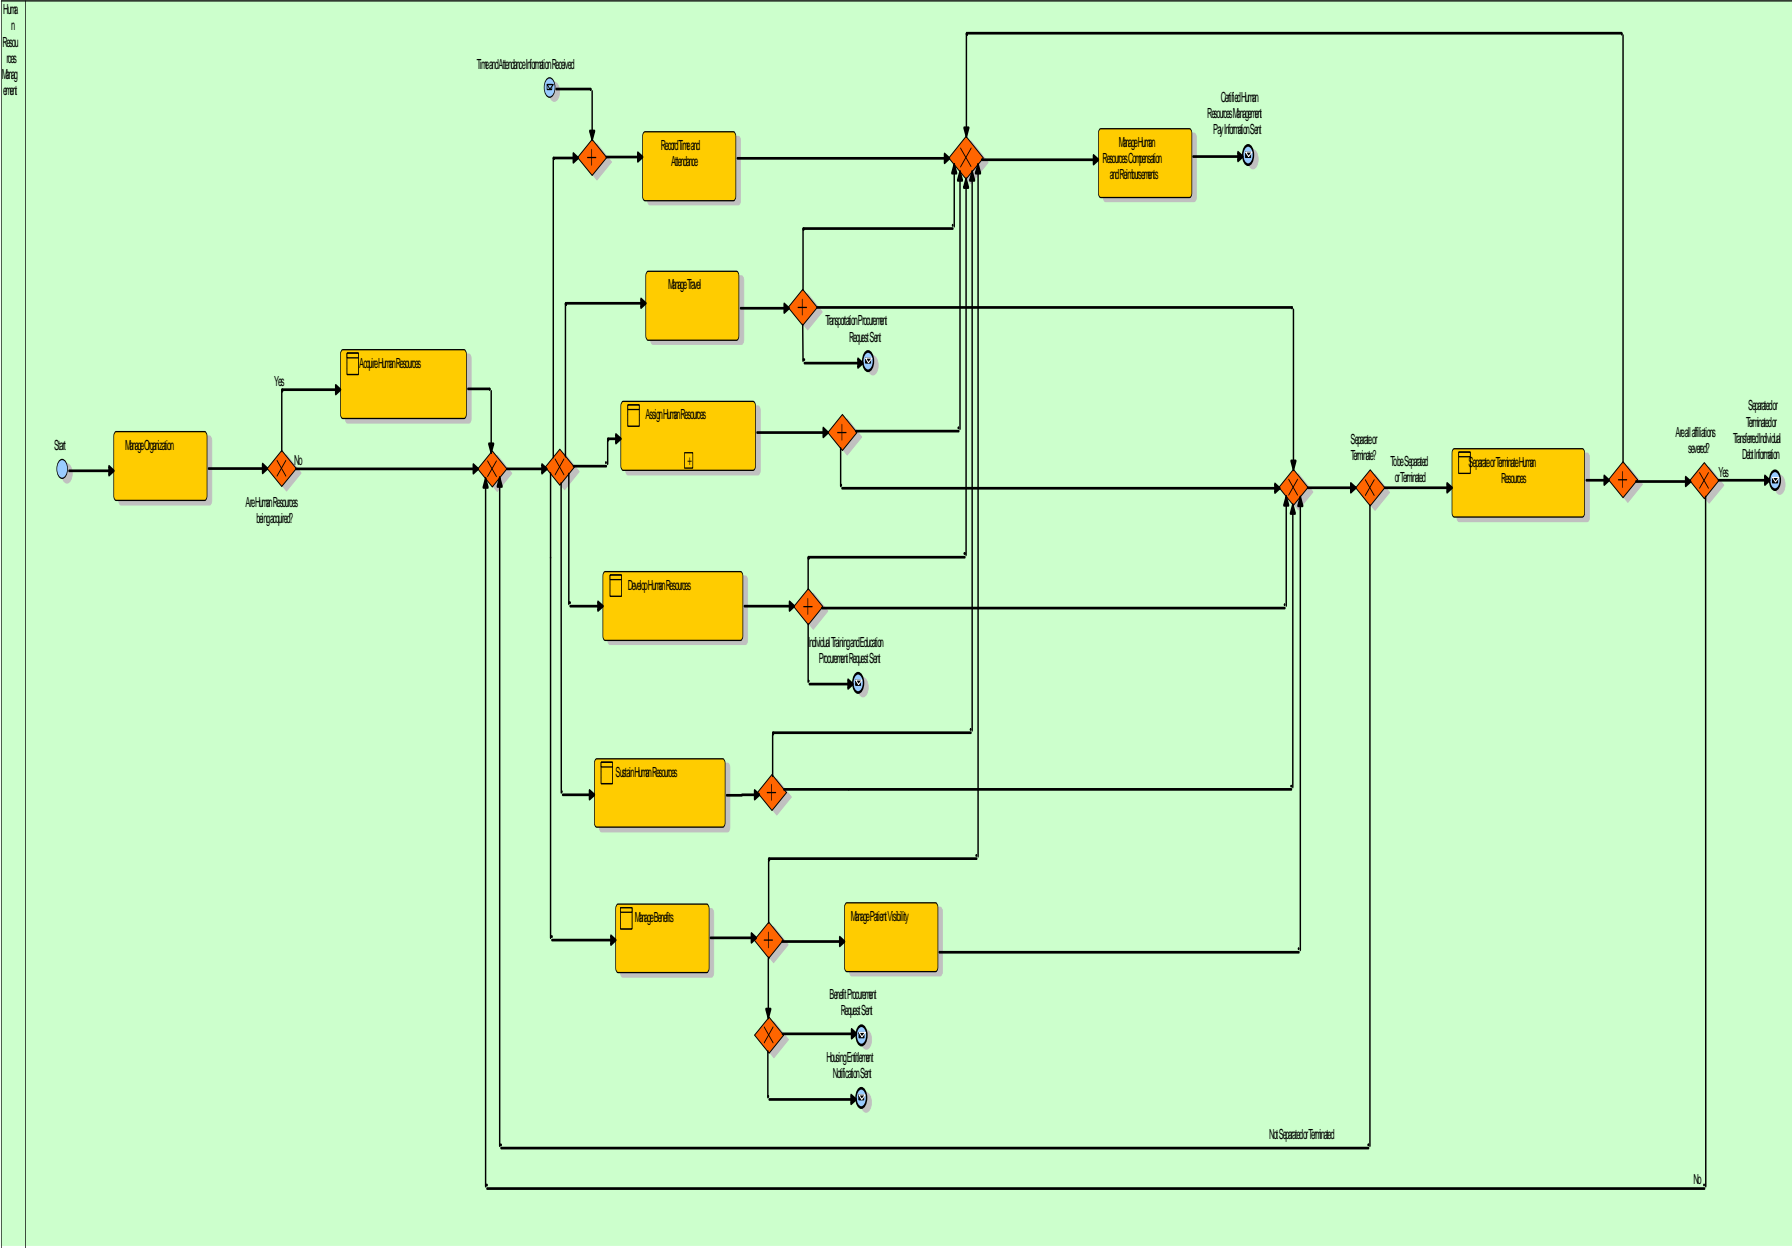 Huma
n
Resou
rces
Manag
ement
Time and Attendance Information Received
Record Time and
Attendance
Certified Human
Resources Management
Pay Information Sent
Manage Human
Resources Compensation
and Reimbursements
Manage Travel
Transportation Procurement
Request Sent
Yes
Acquire Human Resources
Assign Human Resources
Start
Manage Organization
No
Are Human Resources
being acquired?
Separate or
Terminate?
To be Separated
or Terminated
Separate or Terminate Human
Resources
Are all affiliations
severed?
Yes
Separated or
Terminated or
Transferred Individual
Debt Information
Develop Human Resources
Individual Training and Education
Procurement Request Sent
Sustain Human Resources
Manage Benefits
Manage Patient Visibility
Benefit Procurement
Request Sent
Housing Entitlement
Notification Sent
Not Separated or Terminated
No